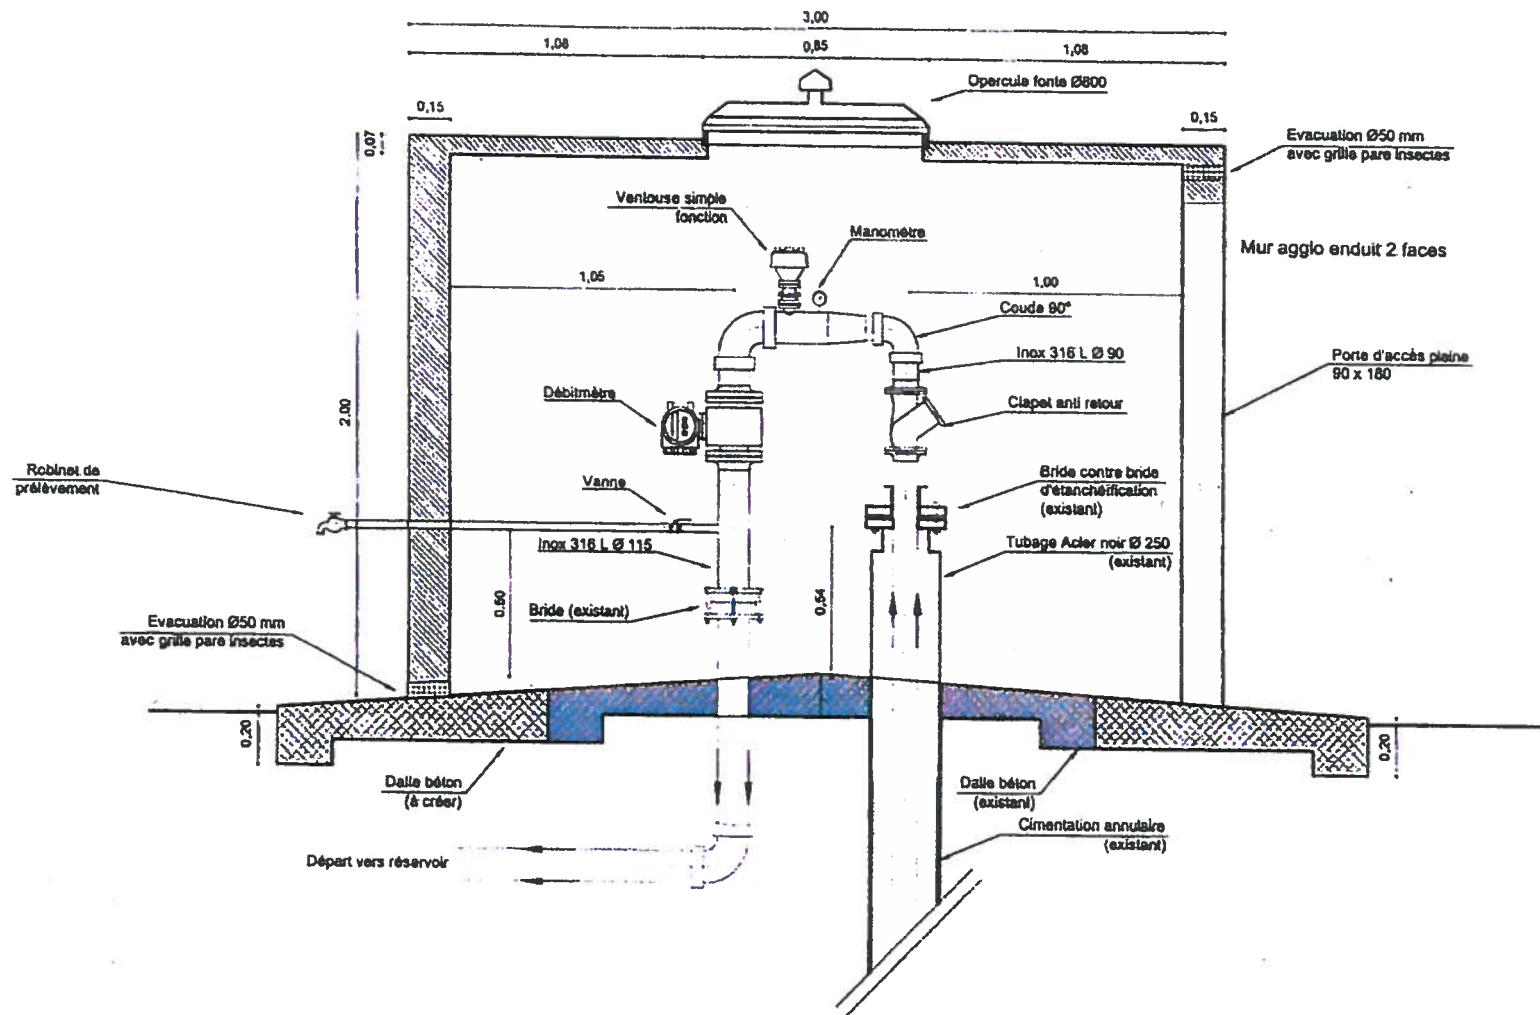 3,00
1,08
0,85
1,08
Opercule fonte Ø800
0,15
0,15
0,07
Evacuation Ø50 mm
avec grille pare insectes
Ventouse simple
fonction
Manomètre
Mur agglo enduit 2 faces
1,05
1,00
Coude 90°
Inox 316 L Ø 90
Porte d'accès pleine
90 x 180
Débitmètre
Clapet anti retour
2.00
Robinet de
prélèvement
Vanne
Bride contre bride
d'étanchéification
(existant)
Inox 316 L Ø 115
Tubage Acier noir Ø 250
(existant)
0.60
0,54
Bride (existant)
Evacuation Ø50 mm
avec grille pare insectes
0,20
0,20
Dalle béton
(à créer)
Dalle béton
(existant)
Cimentation annulaire
(existant)
Départ vers réservoir